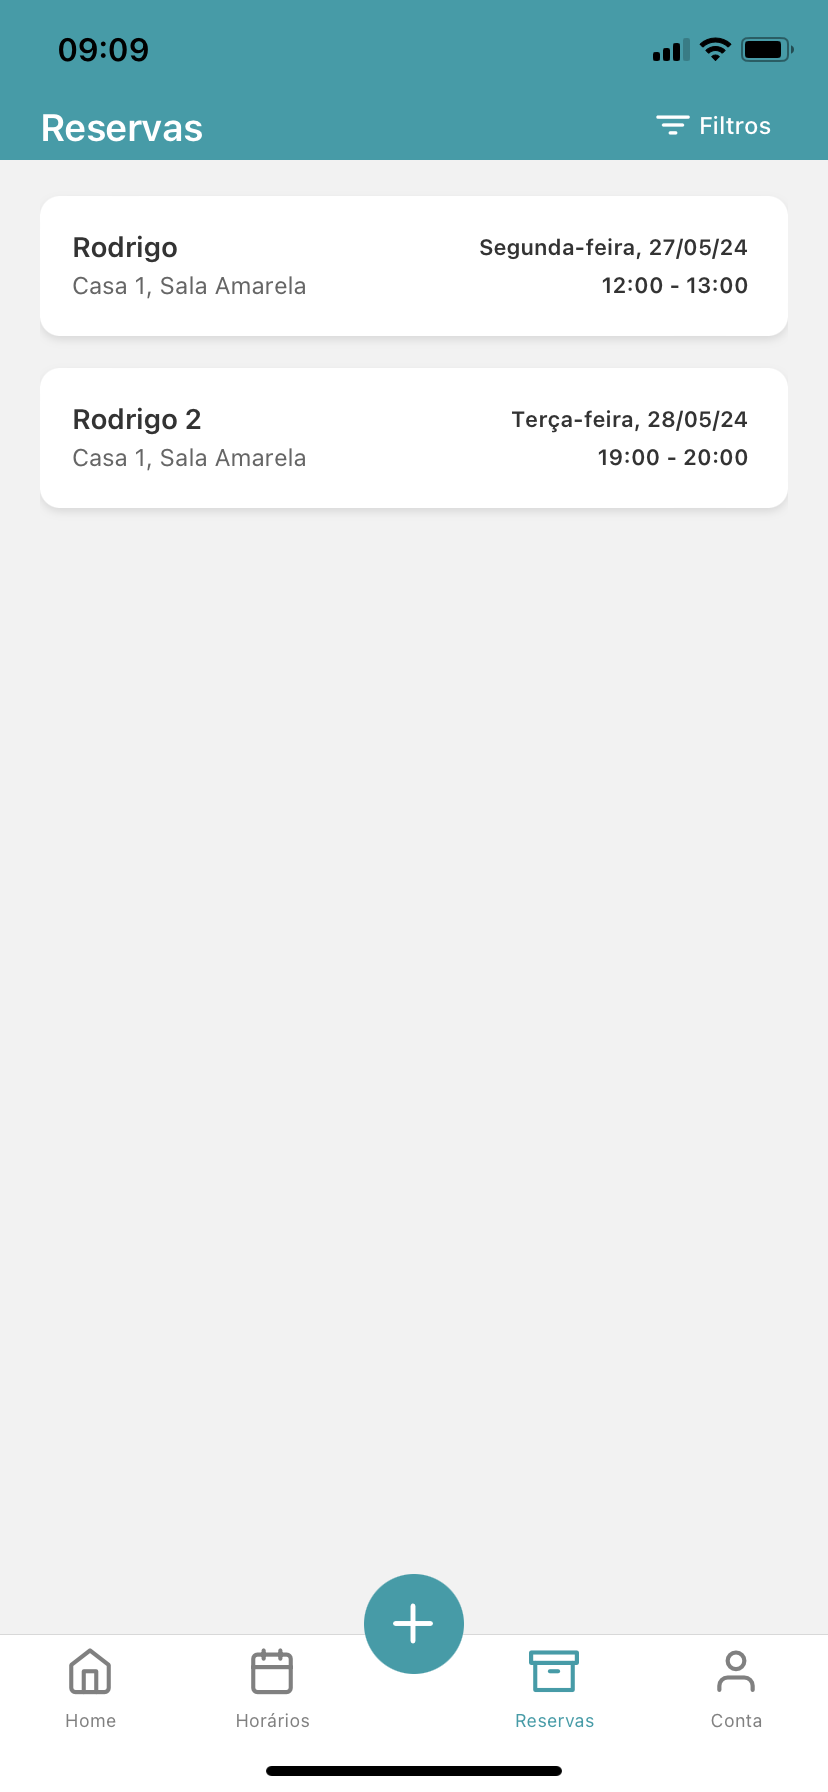 09:09
Reservas
Filtros
Rodrigo
Segunda-feira, 27/05/24
Casa 1, Sala Amarela
12:00 - 13:00
Rodrigo 2
Terça-feira, 28/05/24
Casa 1, Sala Amarela
19:00 - 20:00
Home
Horários
Reservas
Conta